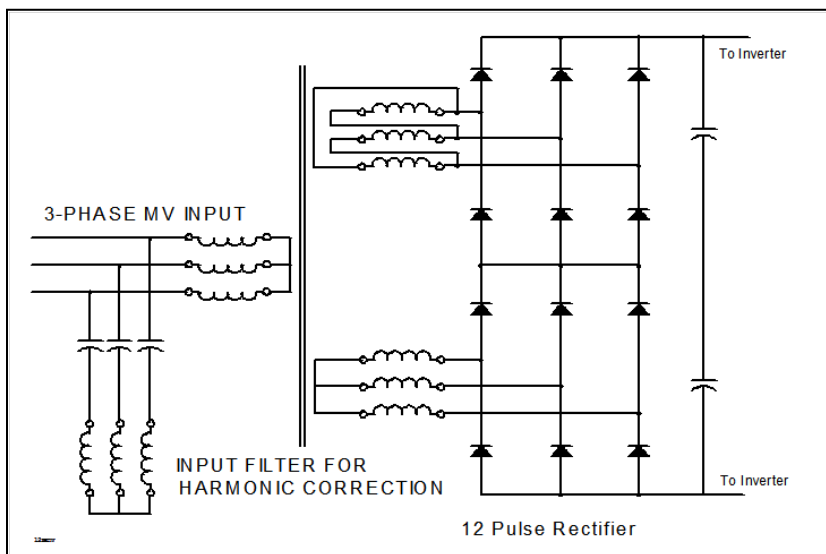 To Inverter
3-PHASE MV INPUT
INPUT FILTER FOR
HARMONIC CORRECTION
To Inverter
12 Pulse Rectifier